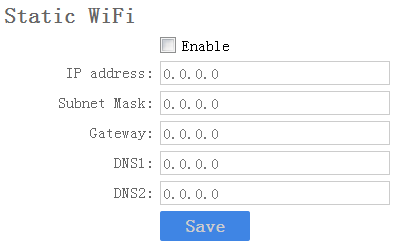 Static WiFi
Enable
IP address: 0.0.0.0
Subnet Mask: 0.0.0.0
Gateway: 0.0.0.0
DNS1: 0.0.0.0
DNS2: 0.0.0.0
Save